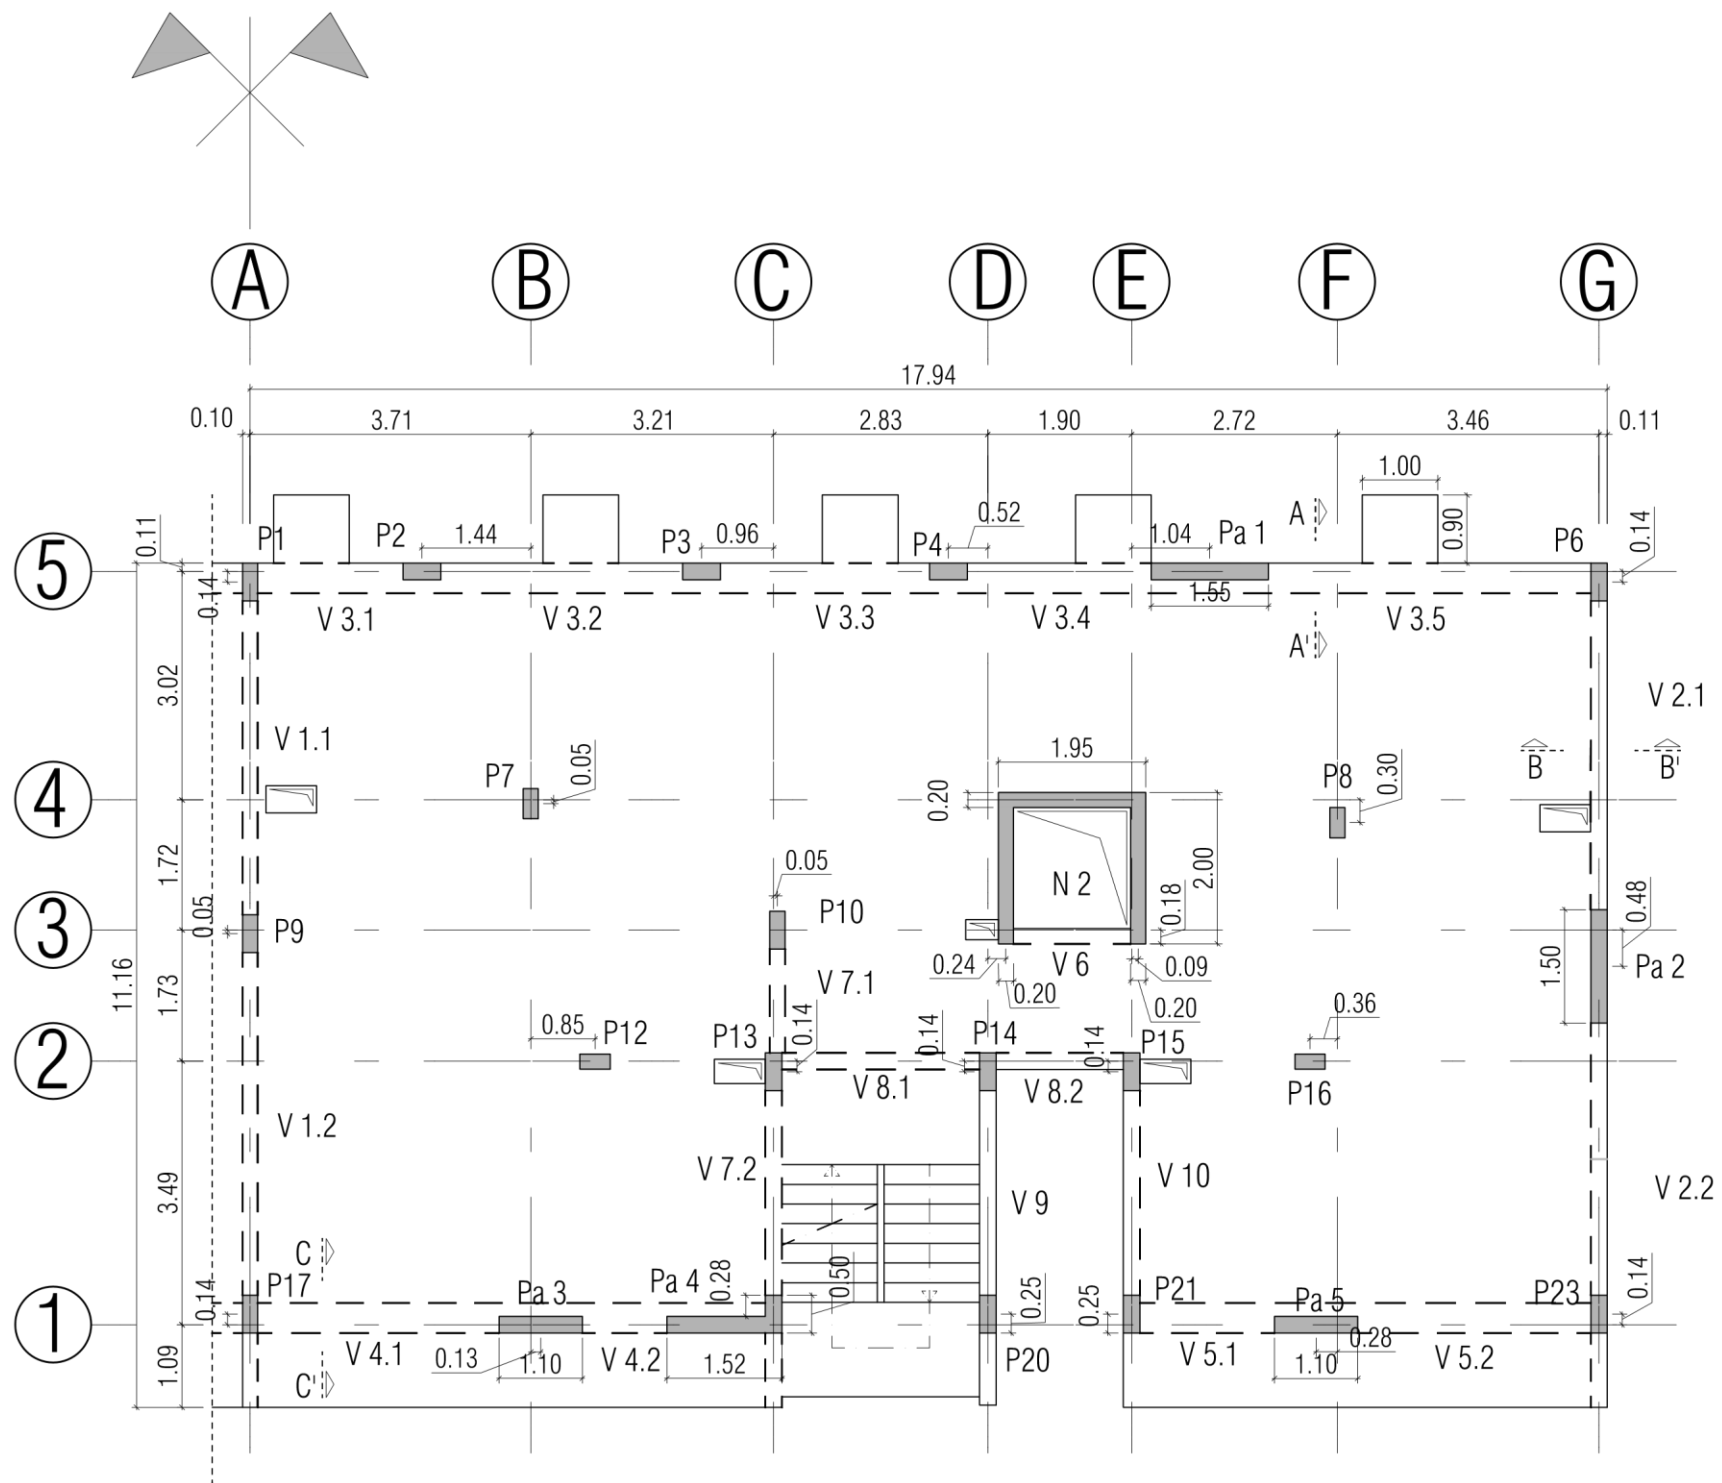 A B C D E F G
17.94
0.10 3.71 3.21 2.83 1.90 2.72 3.46 0.11
1.00
0.52 A 0.90
0.11 P1 P2 1.44 P3 0.96 P4 1.04 Pa 1 P6 0.14
5
0.14 1.55
V 3.1 V 3.2 V 3.3 V 3.4 V 3.5
A'
3.02
V 2.1
V 1.1 1.95
P7 0.05 P8 0.30 B B'
4
0.20
1.72 0.05 2.00
N 2
0.05 P10 0.18 0.48
3
P9
0.24 V 6 0.09 1.50 Pa 2
11.16 1.73 V 7.1 0.20 0.20
0.85 P12 P13 0.14 0.14 P14 0.14 P15 0.36
2
V 8.1 V 8.2 P16
V 1.2
3.49 V 7.2 V 10
V 9 V 2.2
C
0.14 P17 Pa 3 Pa 4 0.28 0.50 0.25 0.25 P21 Pa 5 P23 0.14
1
V 4.1 0.13 1.10 V 4.2 1.52 P20 V 5.1 1.10 0.28 V 5.2
1.09
C'